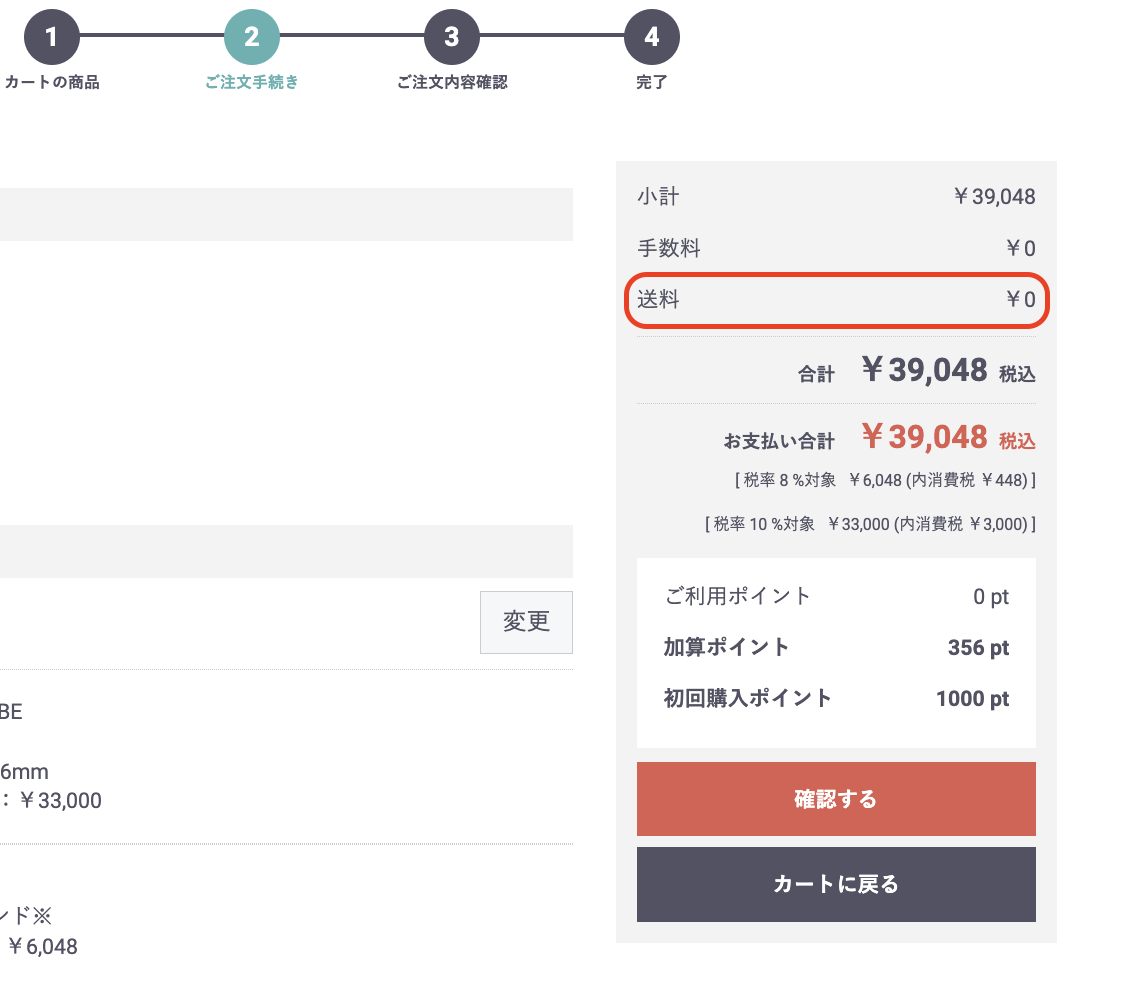 1 2 3 4
カートの商品 ご注文手続き ご注文内容確認 完了
小計 ￥39,048
手数料 ￥0
送料 ￥0
合計 ￥39,048 税込
お支払い合計 ￥39,048 税込
[ 税率 8 %対象 ￥6,048 (内消費税 ￥448) ]
[ 税率 10 %対象 ￥33,000 (内消費税 ￥3,000) ]
ご利用ポイント 0 pt
加算ポイント 356 pt
初回購入ポイント 1000 pt
確認する
カートに戻る
変更
BE
6mm
：￥33,000
ンド※
￥6,048